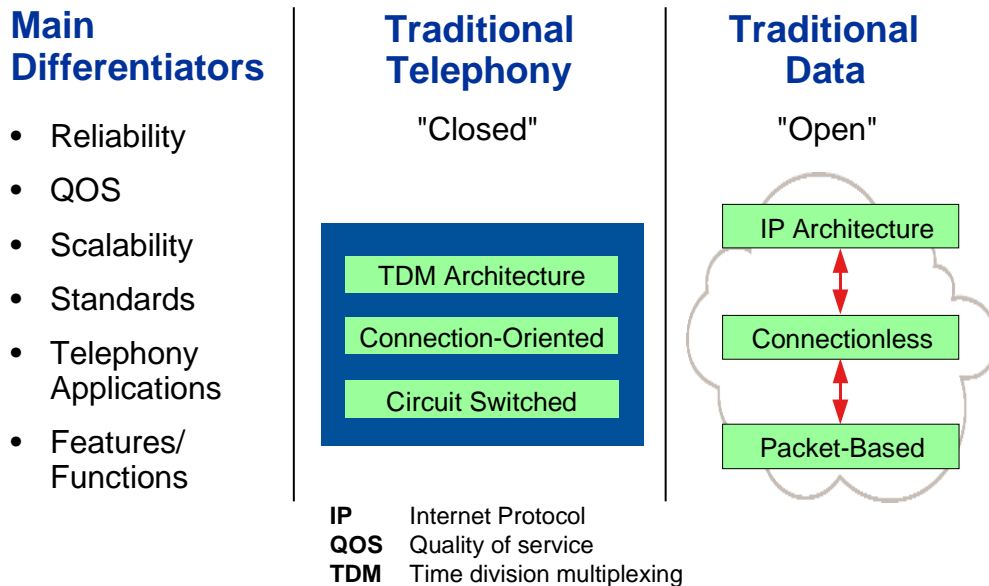 Main
Differentiators
• Reliability
• QOS
• Scalability
• Standards
• Telephony
Applications
• Features/
Functions
Traditional
Telephony
"Closed"
TDM Architecture
Connection-Oriented
Circuit Switched
Traditional
Data
"Open"
IP Architecture
Connectionless
Packet-Based
IP Internet Protocol
QOS Quality of service
TDM Time division multiplexing